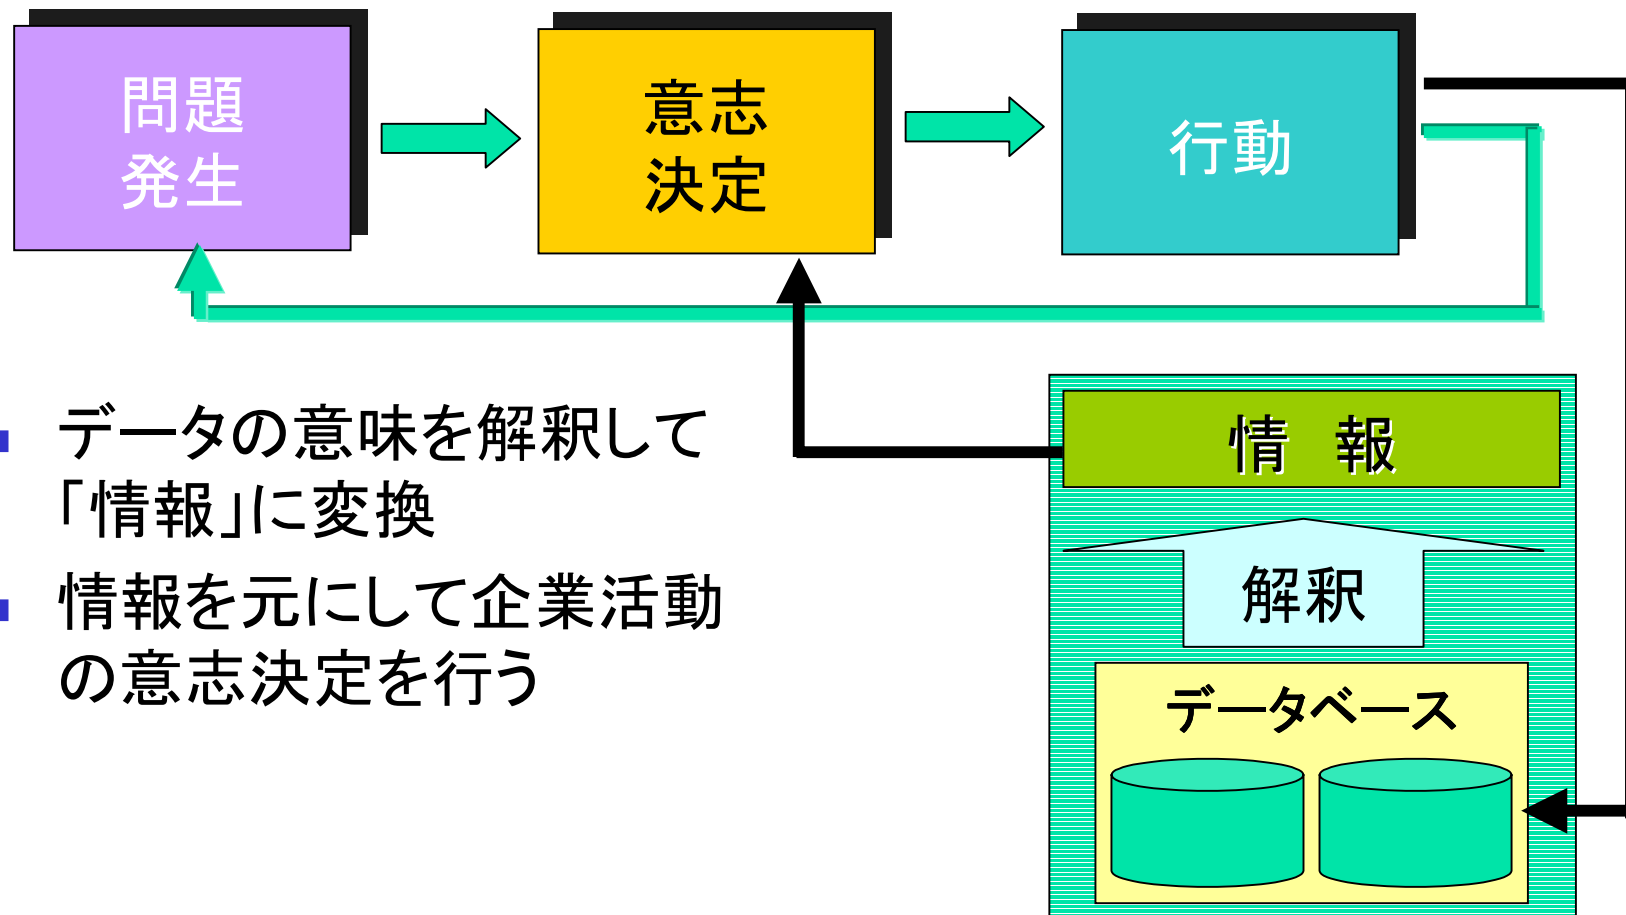 問題
発生
意志
決定
行動
データの意味を解釈して
「情報」に変換
情報を元にして企業活動
の意志決定を行う
情　報
解釈
データベース